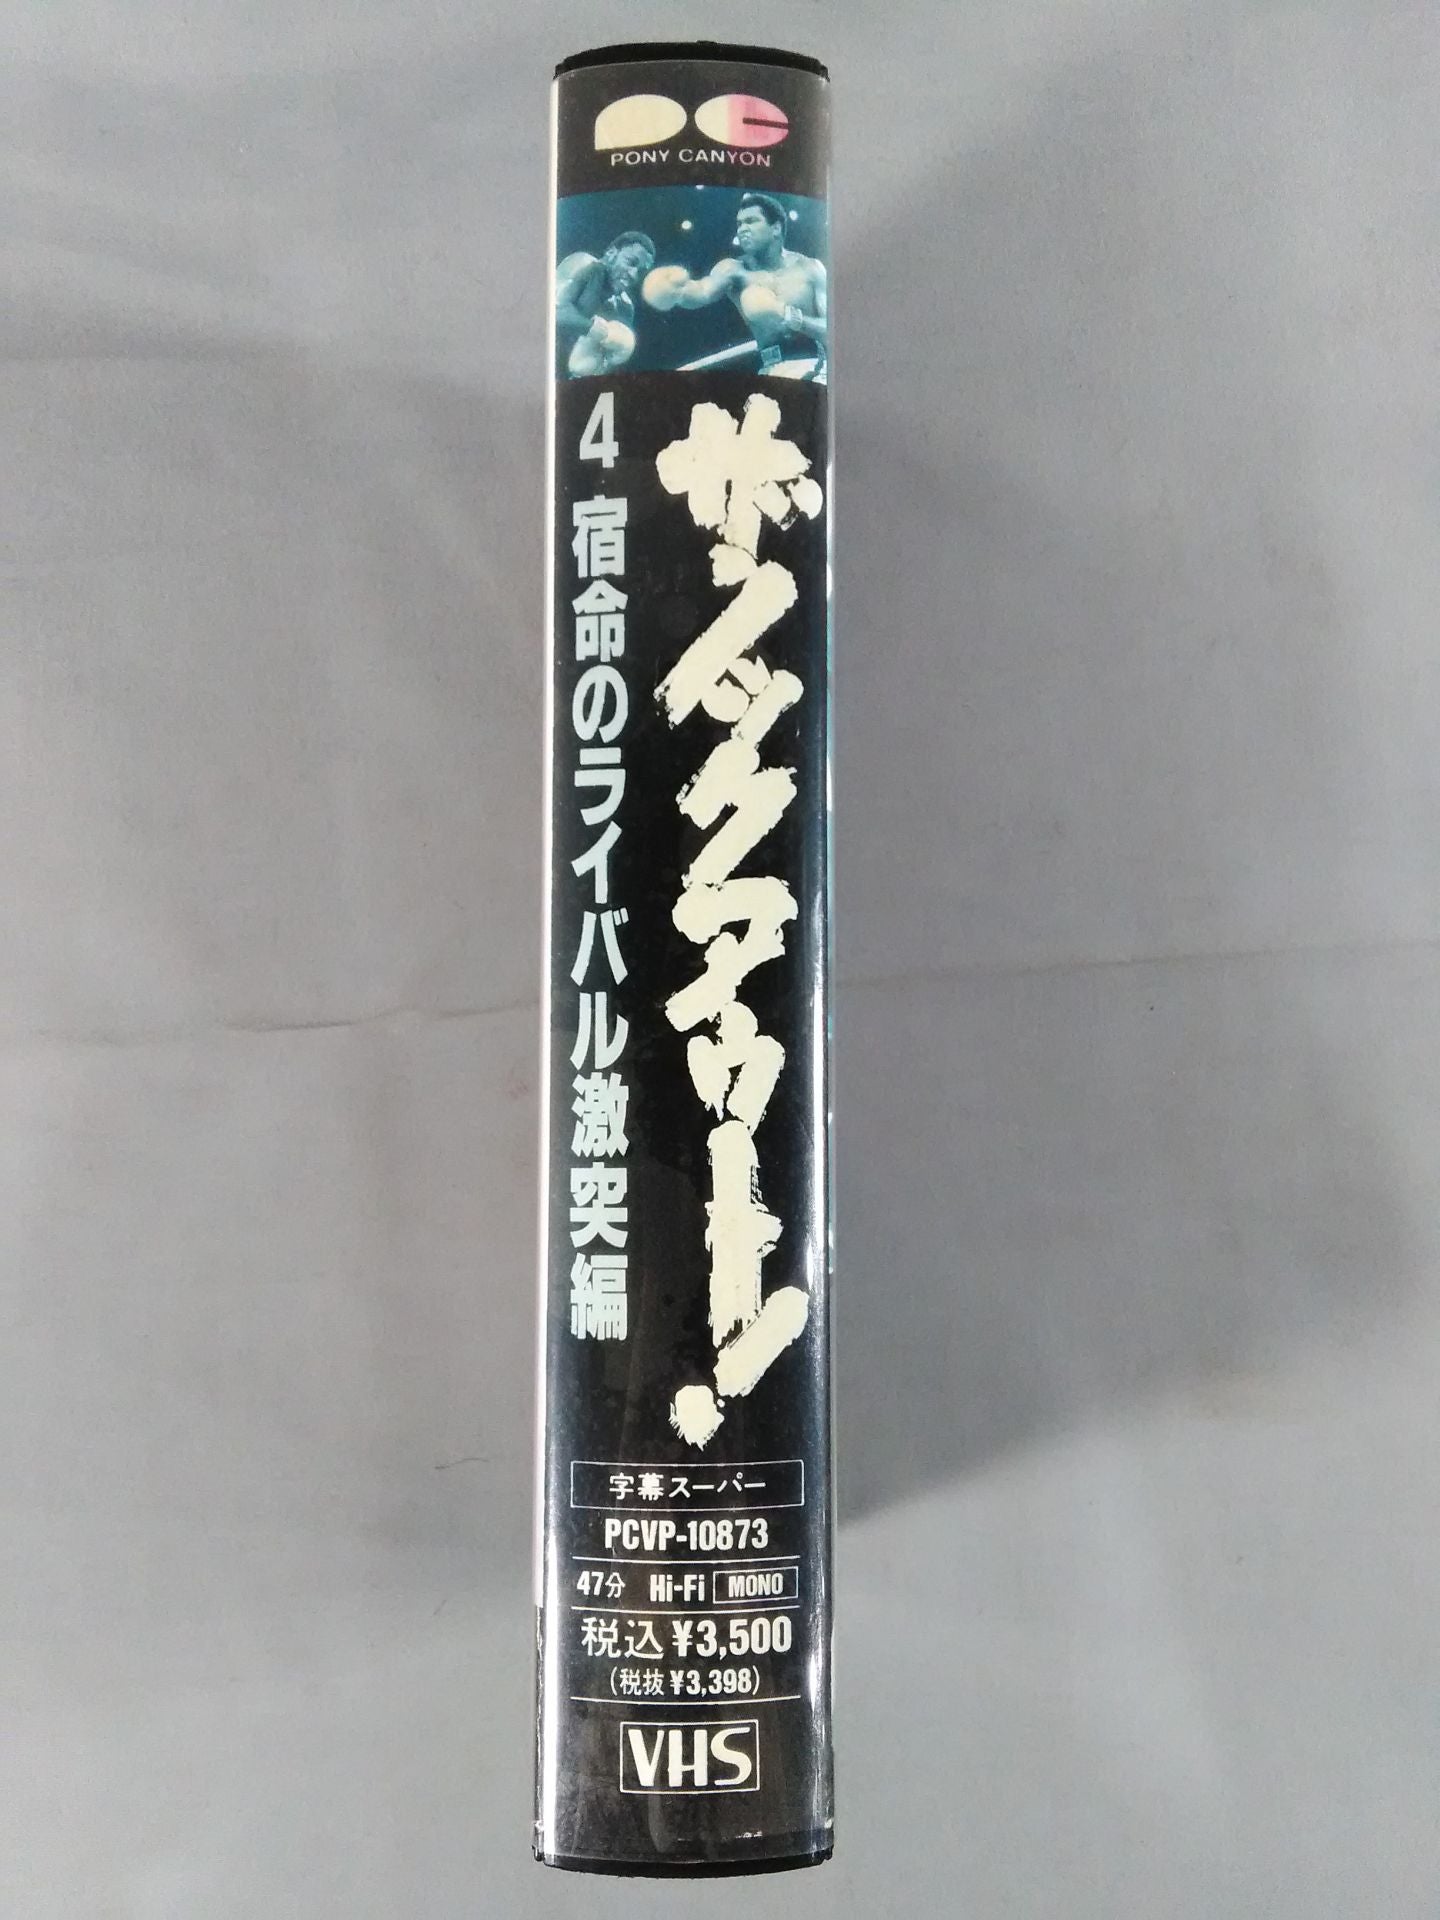 PONY CANYON
ザ・ノックアウト!
4 宿命のライバル激突編
字幕スーパー
PCVP-10873
47分 Hi-Fi MONO
税込¥3,500
(税抜¥3,398)
VHS